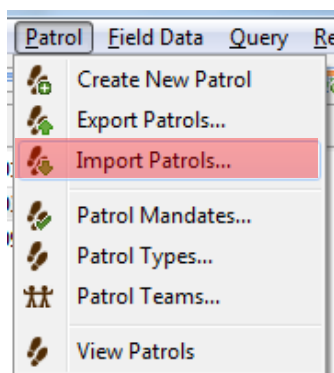 Patrol Field Data Query Re
Create New Patrol
Export Patrols...
Import Patrols...
Patrol Mandates...
Patrol Types...
Patrol Teams...
View Patrols